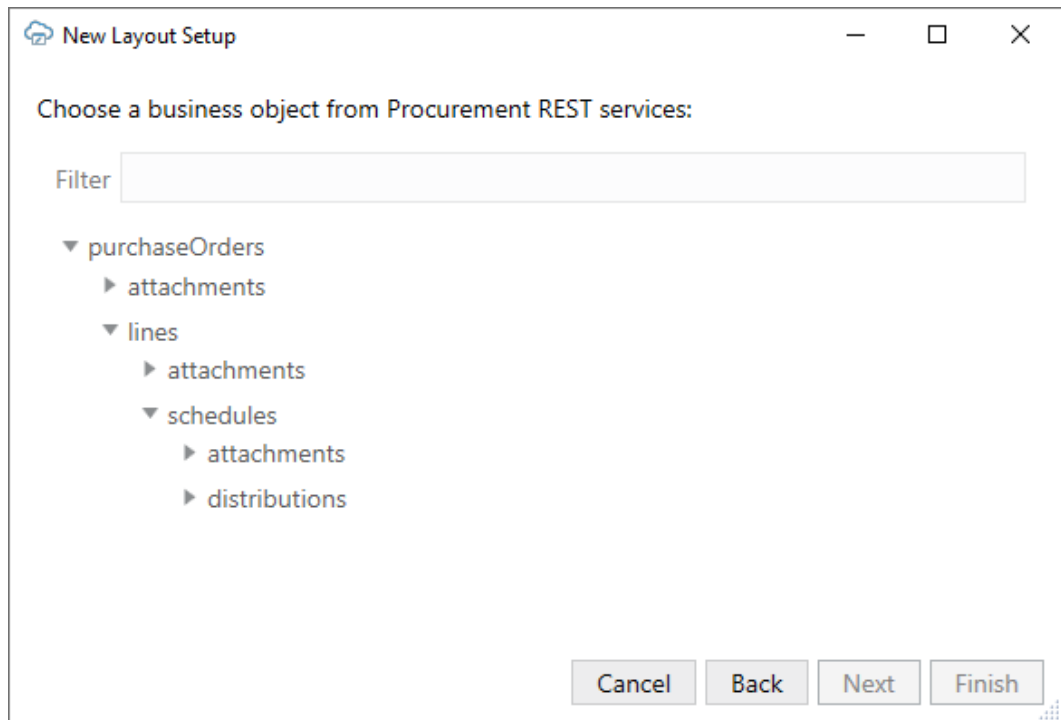 New Layout Setup
Choose a business object from Procurement REST services:
Filter
purchaseOrders
attachments
lines
attachments
schedules
attachments
distributions
Cancel Back Next Finish